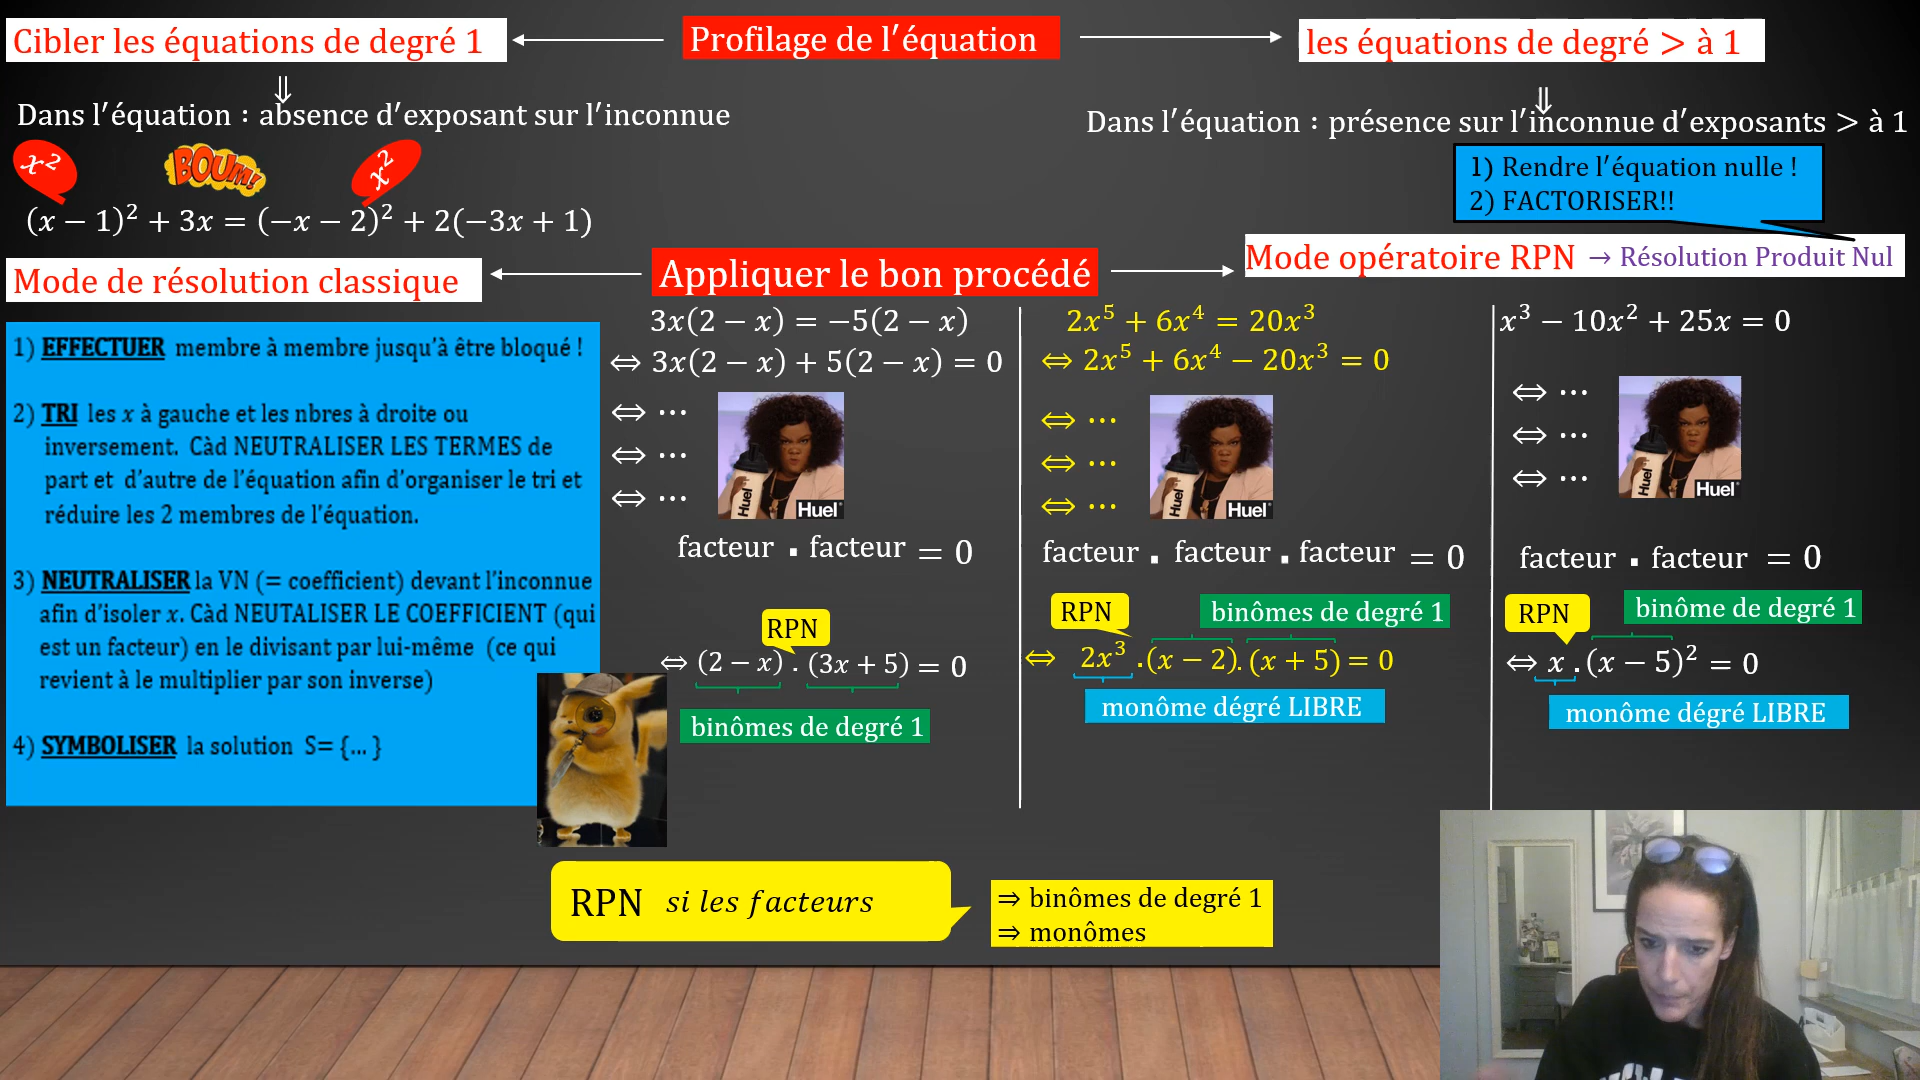 Cibler les équations de degré 1
Profilage de l'équation
les équations de degré > à 1
⇓
⇓
Dans l'équation : absence d'exposant sur l'inconnue
Dans l'équation : présence sur l'inconnue d'exposants > à 1
x²
BOUM!
x²
1) Rendre l'équation nulle !
2) FACTORISER!!
(x − 1)² + 3x = (−x − 2)² + 2(−3x + 1)
Mode de résolution classique
Appliquer le bon procédé
Mode opératoire RPN → Résolution Produit Nul
1) EFFECTUER membre à membre jusqu'à être bloqué !
2) TRI les x à gauche et les nbres à droite ou
inversement. Càd NEUTRALISER LES TERMES de
part et d'autre de l'équation afin d'organiser le tri et
réduire les 2 membres de l'équation.
3) NEUTRALISER la VN (= coefficient) devant l'inconnue
afin d'isoler x. Càd NEUTALISER LE COEFFICIENT (qui
est un facteur) en le divisant par lui-même (ce qui
revient à le multiplier par son inverse)
4) SYMBOLISER la solution S= {... }
3x(2 − x) = −5(2 − x)
⇔ 3x(2 − x) + 5(2 − x) = 0
⇔ ⋯
⇔ ⋯
⇔ ⋯
Huel
Huel
facteur . facteur = 0
RPN
⇔ (2 − x) . (3x + 5) = 0
binômes de degré 1
2x⁵ + 6x⁴ = 20x³
⇔ 2x⁵ + 6x⁴ − 20x³ = 0
⇔ ⋯
⇔ ⋯
⇔ ⋯
Huel
Huel
facteur . facteur . facteur = 0
RPN
binômes de degré 1
⇔ 2x³ .(x − 2). (x + 5) = 0
monôme dégré LIBRE
x³ − 10x² + 25x = 0
⇔ ⋯
⇔ ⋯
⇔ ⋯
Huel
Huel
facteur . facteur = 0
RPN
binôme de degré 1
⇔ x . (x − 5)² = 0
monôme dégré LIBRE
RPN si les facteurs
⇒ binômes de degré 1
⇒ monômes